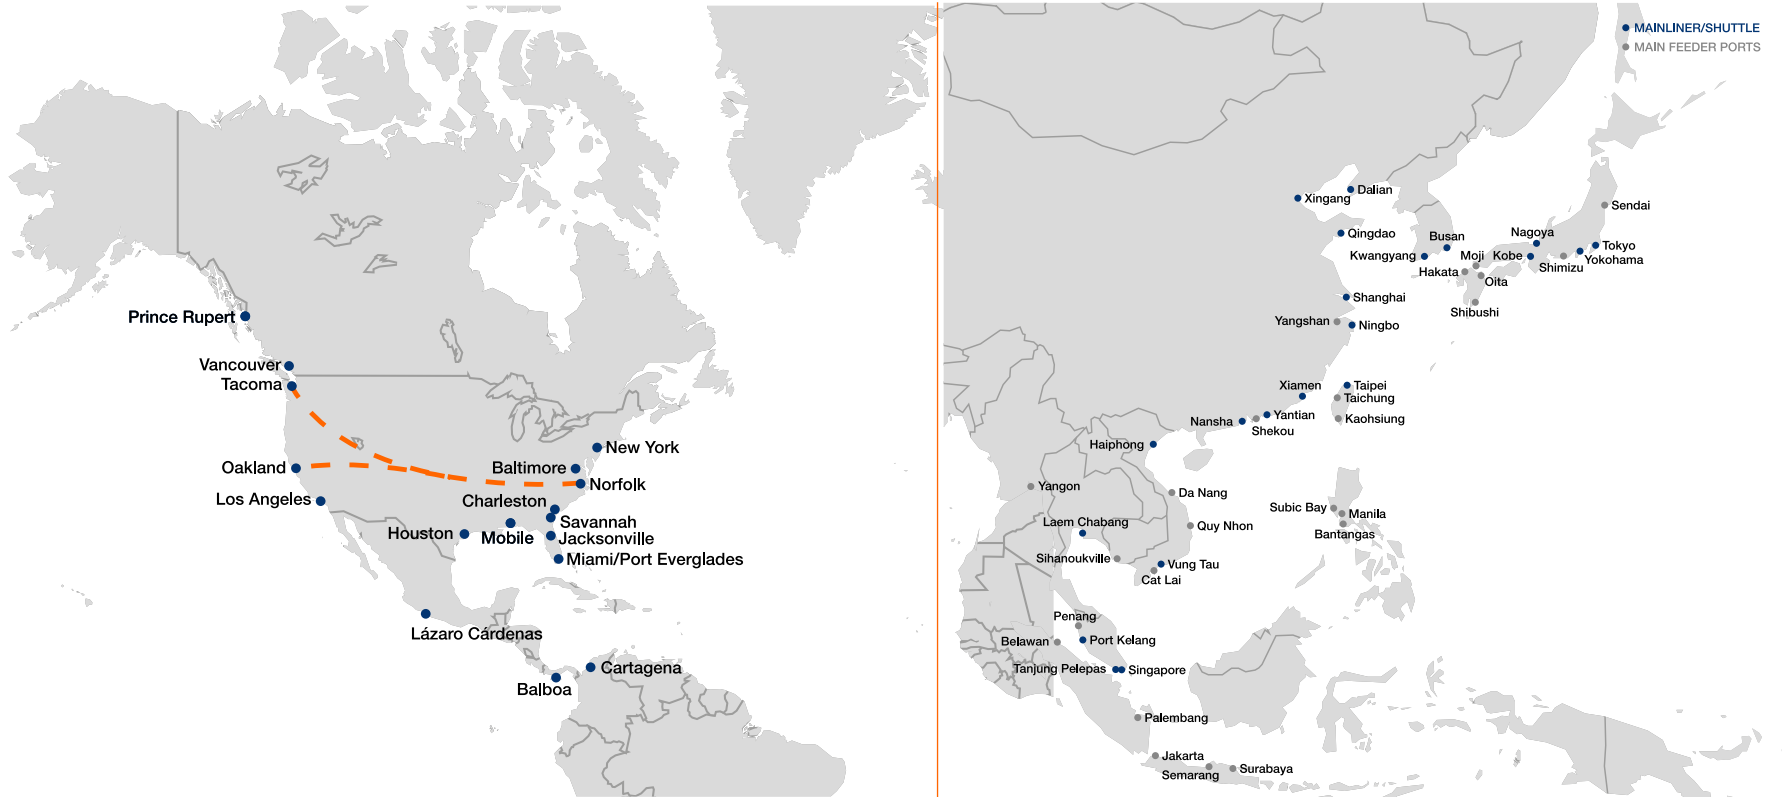 MAINLINER/SHUTTLE
MAIN FEEDER PORTS
Prince Rupert
Vancouver
Tacoma
Oakland
Los Angeles
New York
Baltimore
Norfolk
Charleston
Savannah
Houston
Mobile
Jacksonville
Miami/Port Everglades
Lázaro Cárdenas
Cartagena
Balboa
Dalian
Xingang
Sendai
Qingdao
Busan
Nagoya
Tokyo
Kwangyang
Moji
Kobe
Yokohama
Shimizu
Hakata
Oita
Shanghai
Shibushi
Yangshan
Ningbo
Xiamen
Taipei
Taichung
Nansha
Yantian
Kaohsiung
Shekou
Haiphong
Yangon
Da Nang
Subic Bay
Manila
Laem Chabang
Quy Nhon
Bantangas
Sihanoukville
Vung Tau
Cat Lai
Penang
Belawan
Port Kelang
Tanjung Pelepas
Singapore
Palembang
Jakarta
Semarang
Surabaya